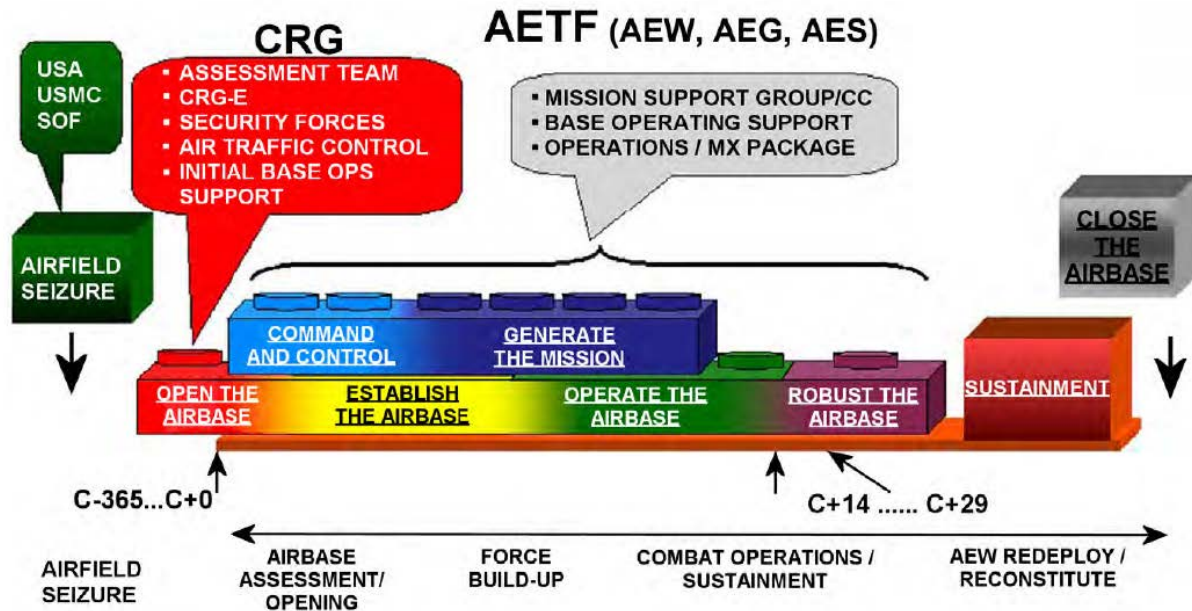 CRG
AETF (AEW, AEG, AES)
USA
USMC
SOF
▪ ASSESSMENT TEAM
▪ CRG-E
▪ SECURITY FORCES
▪ AIR TRAFFIC CONTROL
▪ INITIAL BASE OPS
SUPPORT
▪ MISSION SUPPORT GROUP/CC
▪ BASE OPERATING SUPPORT
▪ OPERATIONS / MX PACKAGE
AIRFIELD
SEIZURE
CLOSE
THE
AIRBASE
COMMAND
AND CONTROL
GENERATE
THE MISSION
OPEN THE
AIRBASE
ESTABLISH
THE AIRBASE
OPERATE THE
AIRBASE
ROBUST THE
AIRBASE
SUSTAINMENT
C-365...C+0
C+14 ...... C+29
AIRFIELD
SEIZURE
AIRBASE
ASSESSMENT/
OPENING
FORCE
BUILD-UP
COMBAT OPERATIONS /
SUSTAINMENT
AEW REDEPLOY /
RECONSTITUTE